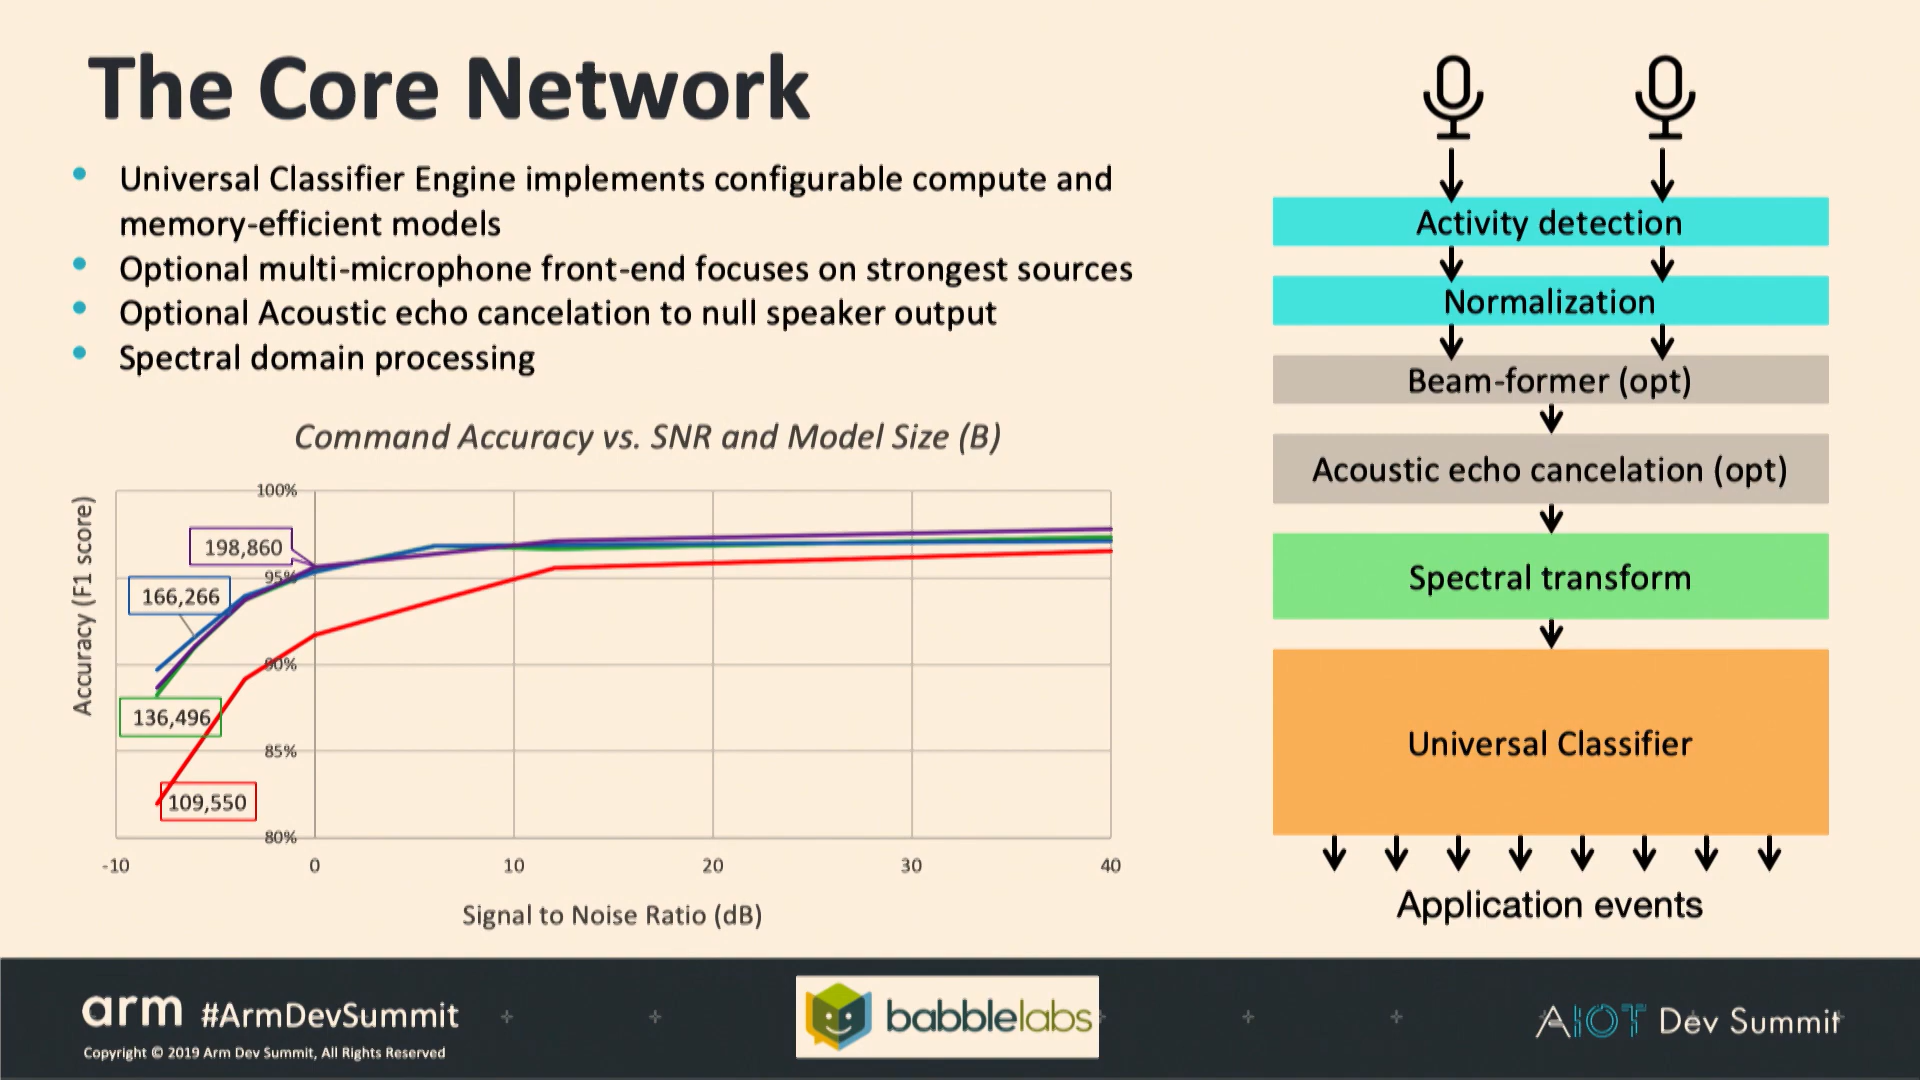 The Core Network
• Universal Classifier Engine implements configurable compute and
memory-efficient models
• Optional multi-microphone front-end focuses on strongest sources
• Optional Acoustic echo cancelation to null speaker output
• Spectral domain processing
Command Accuracy vs. SNR and Model Size (B)
Accuracy (F1 score)
100%
95%
90%
85%
80%
198,860
166,266
136,496
109,550
-10 0 10 20 30 40
Signal to Noise Ratio (dB)
Activity detection
Normalization
Beam-former (opt)
Acoustic echo cancelation (opt)
Spectral transform
Universal Classifier
Application events
arm #ArmDevSummit
Copyright © 2019 Arm Dev Summit, All Rights Reserved
babblelabs
AIOT Dev Summit